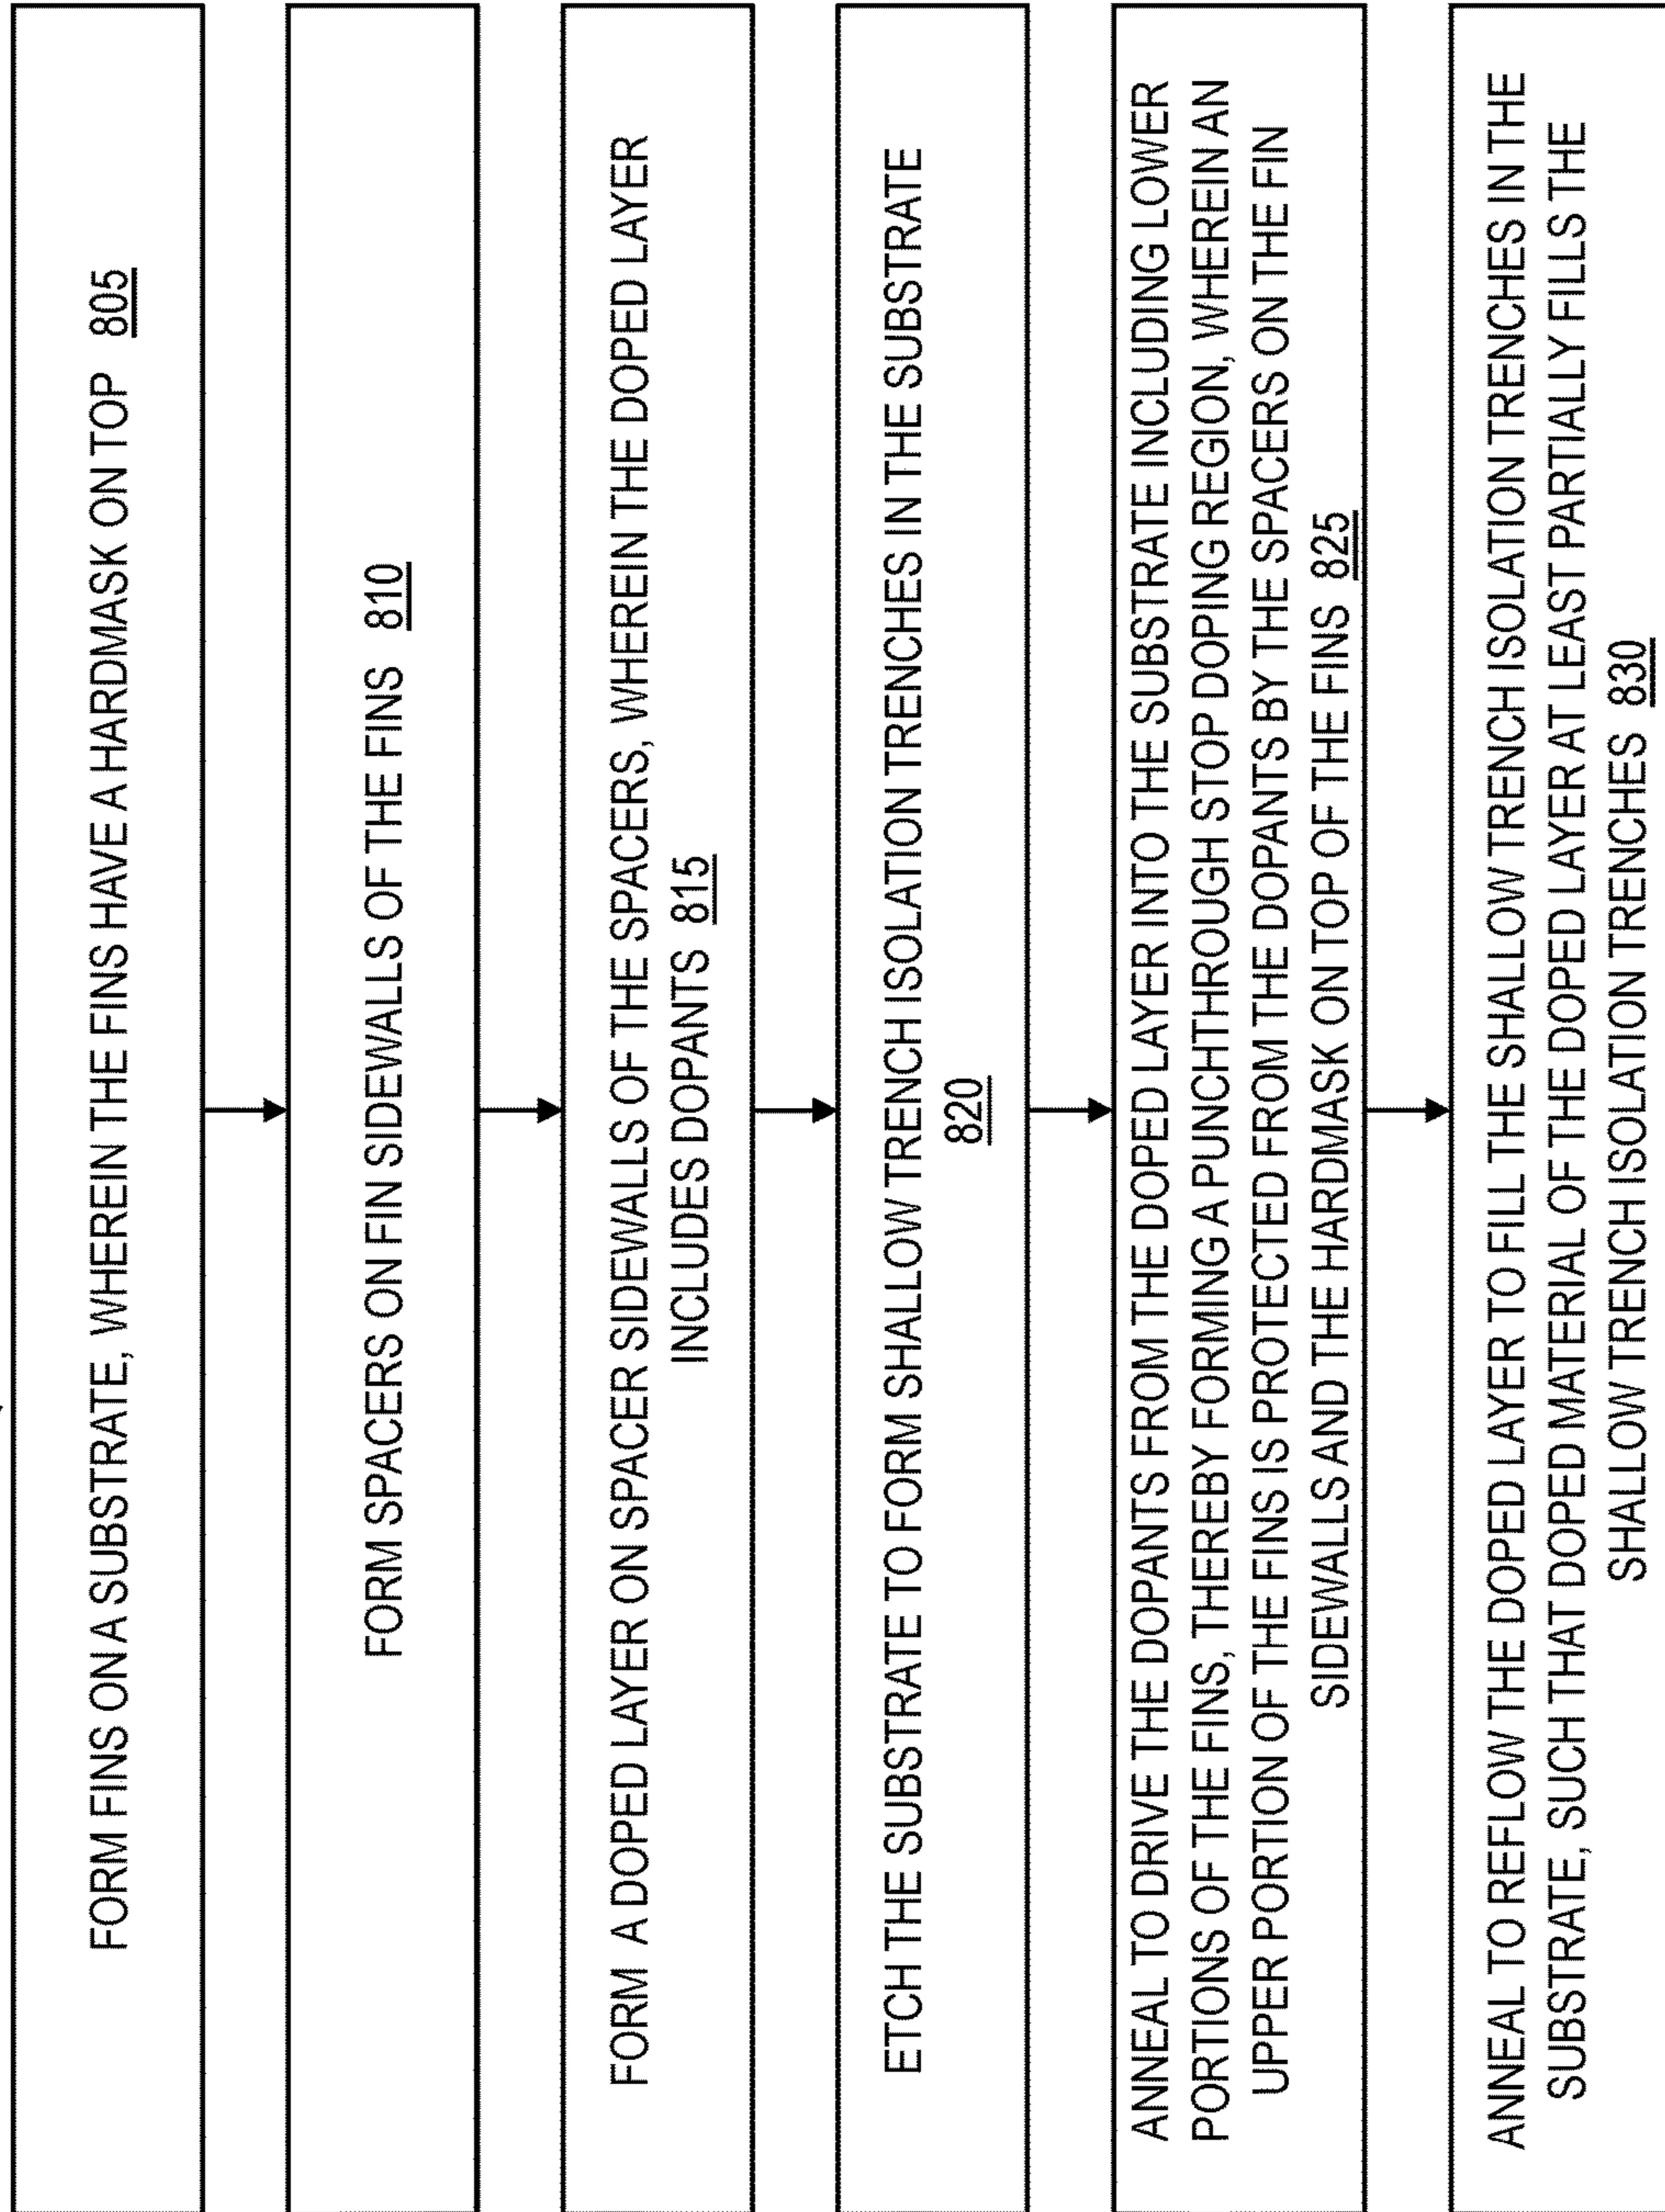 FORM FINS ON A SUBSTRATE, WHEREIN THE FINS HAVE A HARDMASK ON TOP 805
FORM SPACERS ON FIN SIDEWALLS OF THE FINS 810
FORM A DOPED LAYER ON SPACER SIDEWALLS OF THE SPACERS, WHEREIN THE DOPED LAYER
INCLUDES DOPANTS 815
ETCH THE SUBSTRATE TO FORM SHALLOW TRENCH ISOLATION TRENCHES IN THE SUBSTRATE
820
ANNEAL TO DRIVE THE DOPANTS FROM THE DOPED LAYER INTO THE SUBSTRATE INCLUDING LOWER
PORTIONS OF THE FINS, THEREBY FORMING A PUNCHTHROUGH STOP DOPING REGION, WHEREIN AN
UPPER PORTION OF THE FINS IS PROTECTED FROM THE DOPANTS BY THE SPACERS ON THE FIN
SIDEWALLS AND THE HARDMASK ON TOP OF THE FINS 825
ANNEAL TO REFLOW THE DOPED LAYER TO FILL THE SHALLOW TRENCH ISOLATION TRENCHES IN THE
SUBSTRATE, SUCH THAT DOPED MATERIAL OF THE DOPED LAYER AT LEAST PARTIALLY FILLS THE
SHALLOW TRENCH ISOLATION TRENCHES 830